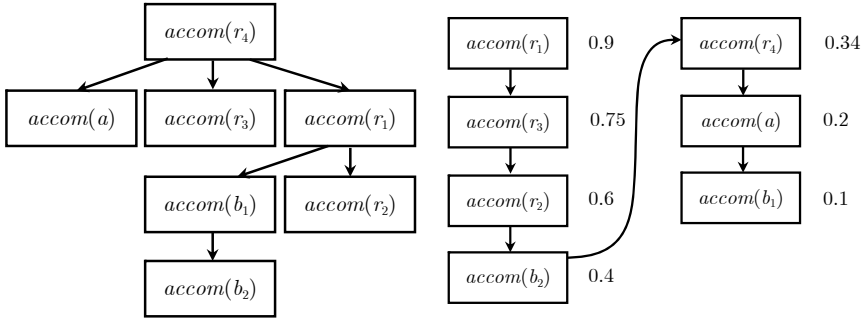 accom(r₄)
accom(a)
accom(r₃)
accom(r₁)
accom(b₁)
accom(r₂)
accom(b₂)
accom(r₁) 0.9
accom(r₃) 0.75
accom(r₂) 0.6
accom(b₂) 0.4
accom(r₄) 0.34
accom(a) 0.2
accom(b₁) 0.1